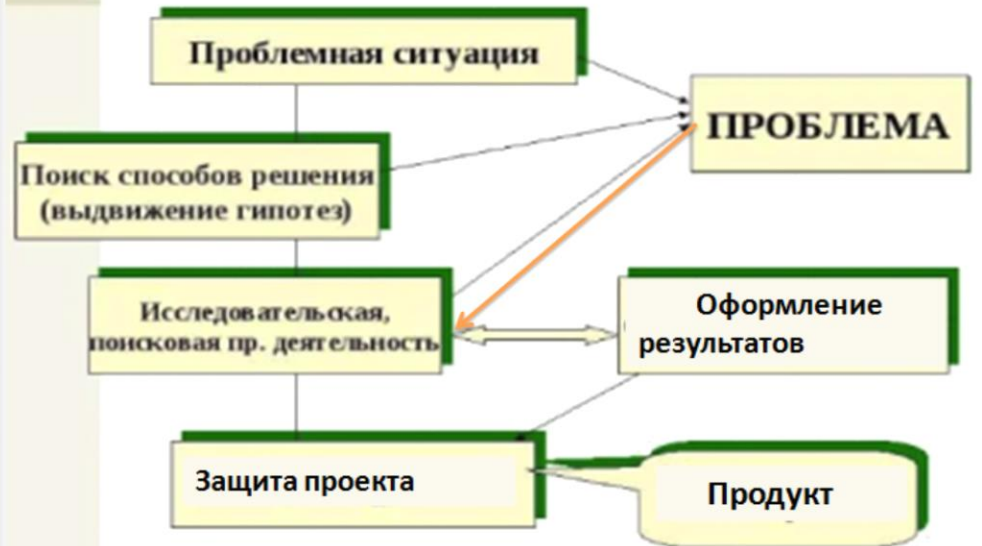 Проблемная ситуация
ПРОБЛЕМА
Поиск способов решения
(выдвижение гипотез)
Исследовательская,
поисковая пр. деятельность
Оформление
результатов
Защита проекта
Продукт